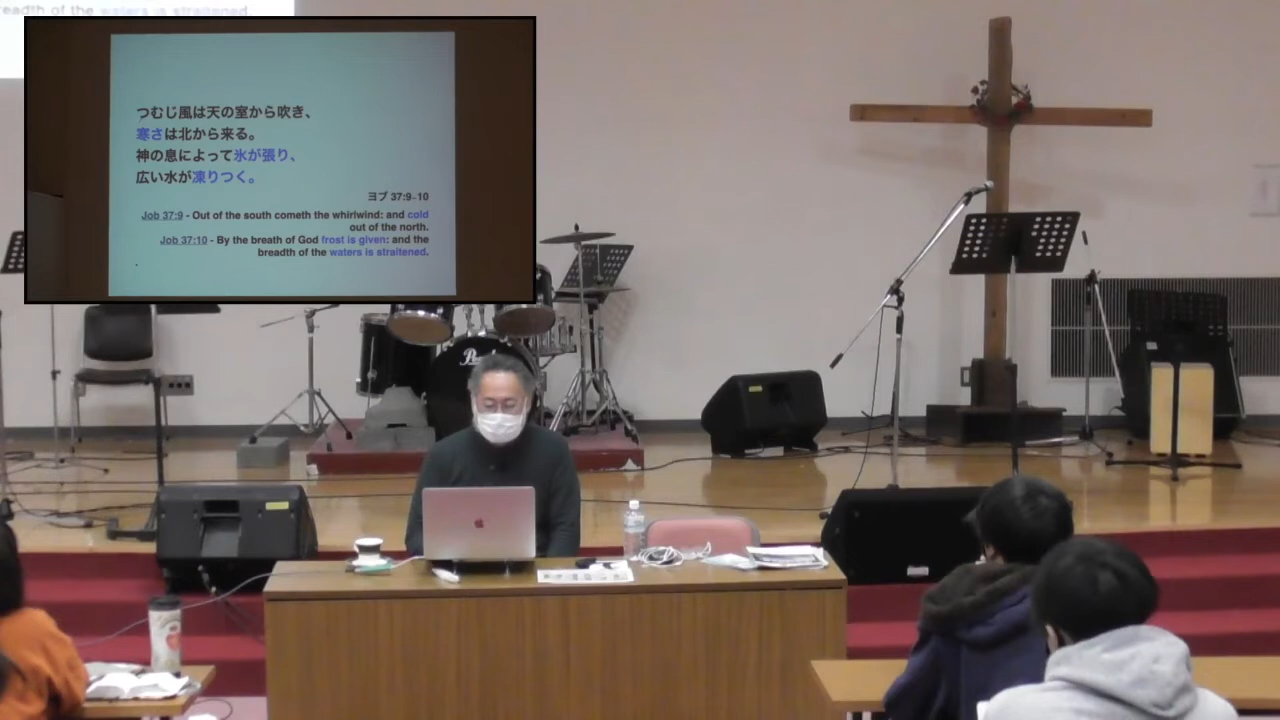 eadth of the waters is straitened.
つむじ風は天の室から吹き、
寒さは北から来る。
神の息によって氷が張り、
広い水が凍りつく。
ヨブ 37:9–10
Job 37:9 - Out of the south cometh the whirlwind: and cold
out of the north.
Job 37:10 - By the breath of God frost is given: and the
breadth of the waters is straitened.